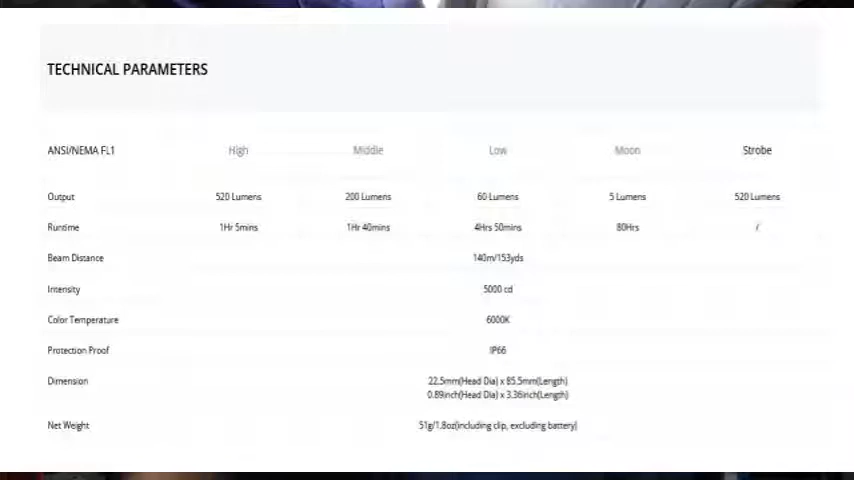 TECHNICAL PARAMETERS
ANSI/NEMA FL1 High Middle Low Moon Strobe
Output 520 Lumens 200 Lumens 60 Lumens 5 Lumens 520 Lumens
Runtime 1Hr 5mins 1Hr 40mins 4Hrs 50mins 80Hrs /
Beam Distance 140m/153yds
Intensity 5000 cd
Color Temperature 6000K
Protection Proof IP66
Dimension 22.5mm(Head Dia) x 85.5mm(Length)
0.89inch(Head Dia) x 3.36inch(Length)
Net Weight 51g/1.8oz(including clip, excluding battery)